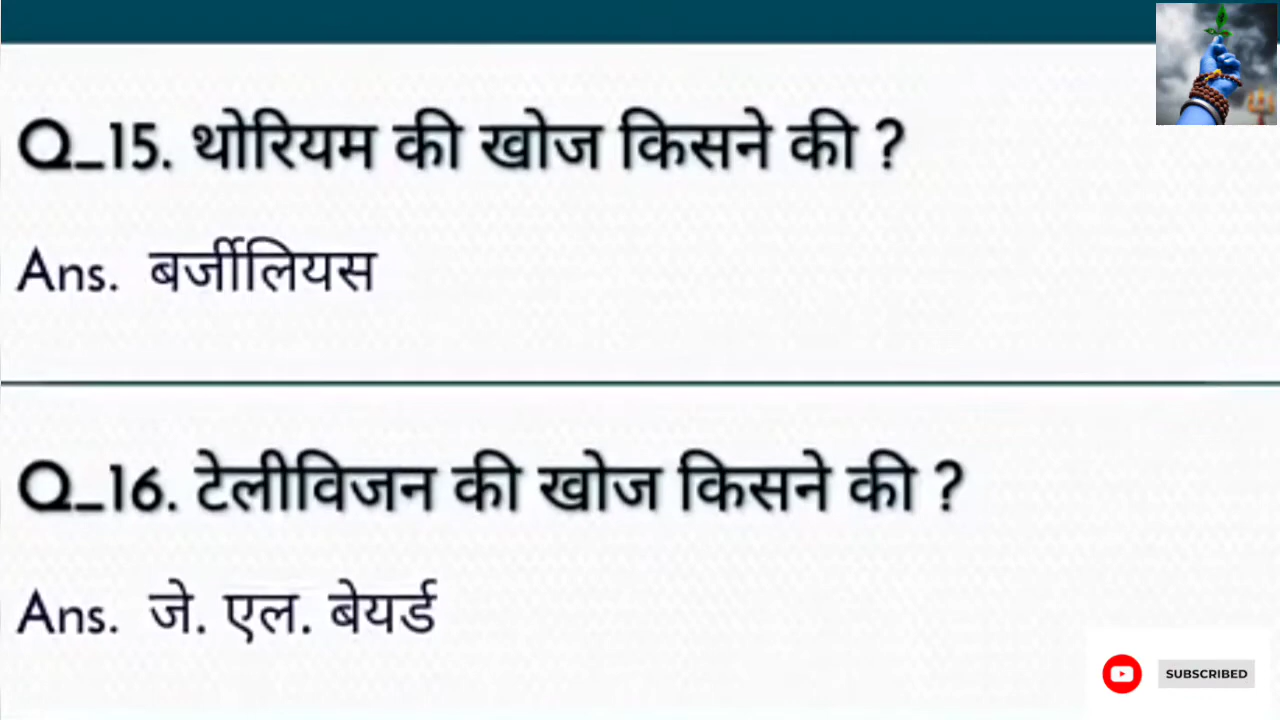 Q_15. थोरियम की खोज किसने की ?
Ans. बर्जीलियस
Q_16. टेलीविजन की खोज किसने की ?
Ans. जे. एल. बेयर्ड
SUBSCRIBED